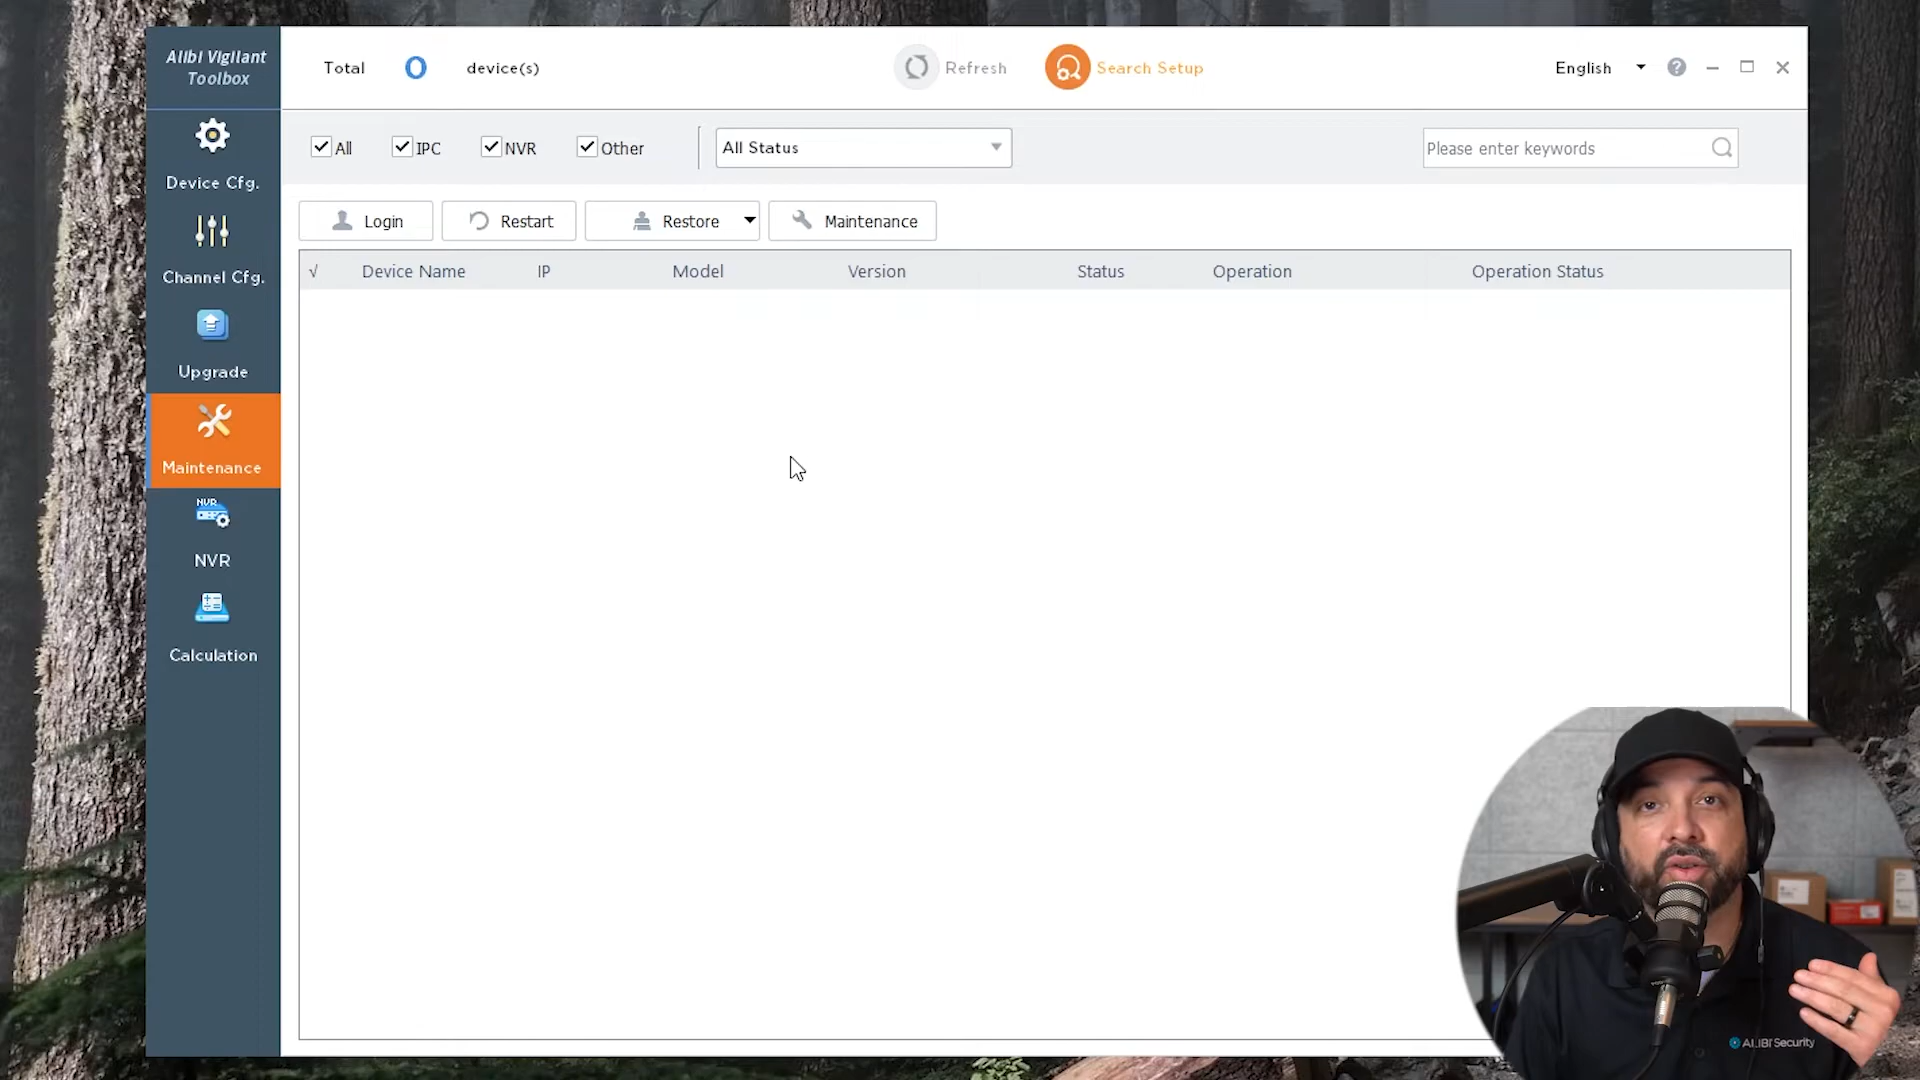 Alibi Vigilant
Toolbox
Total 0 device(s)
Refresh
Search Setup
English
All
IPC
NVR
Other
All Status
Please enter keywords
Login
Restart
Restore
Maintenance
√ Device Name IP Model Version Status Operation Operation Status
Device Cfg.
Channel Cfg.
Upgrade
Maintenance
NVR
NVR
Calculation
ALIBI Security